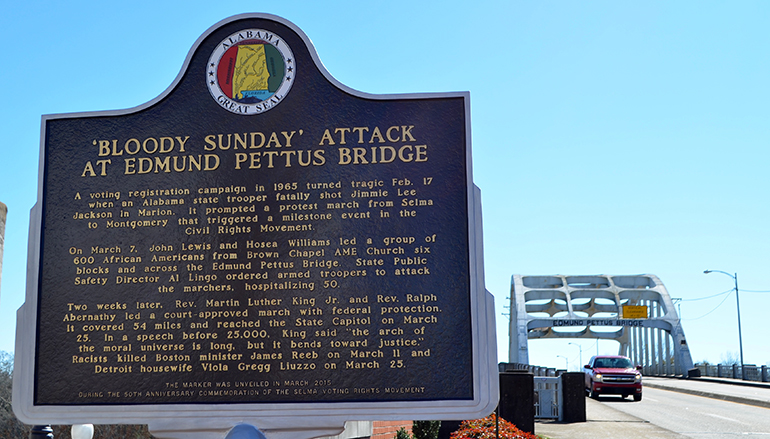 ALABAMA
GREAT SEAL
'BLOODY SUNDAY' ATTACK
AT EDMUND PETTUS BRIDGE
A voting registration campaign in 1965 turned tragic Feb. 17
when an Alabama state trooper fatally shot Jimmie Lee
Jackson in Marion. It prompted a protest march from Selma
to Montgomery that triggered a milestone event in the
Civil Rights Movement.
On March 7, John Lewis and Hosea Williams led a group of
600 African Americans from Brown Chapel AME Church six
blocks and across the Edmund Pettus Bridge. State Public
Safety Director Al Lingo ordered armed troopers to attack
the marchers, hospitalizing 50.
Two weeks later, Rev. Martin Luther King Jr. and Rev. Ralph
Abernathy led a court-approved march with federal protection.
It covered 54 miles and reached the State Capitol on March
25. In a speech before 25,000, King said "the arch of
the moral universe is long, but it bends toward justice."
Racists killed Boston minister James Reeb on March 11 and
Detroit housewife Viola Gregg Liuzzo on March 25.
THE MARKER WAS UNVEILED IN MARCH 2015
DURING THE 50TH ANNIVERSARY COMMEMORATION OF THE SELMA VOTING RIGHTS MOVEMENT
EDMUND PETTUS BRIDGE